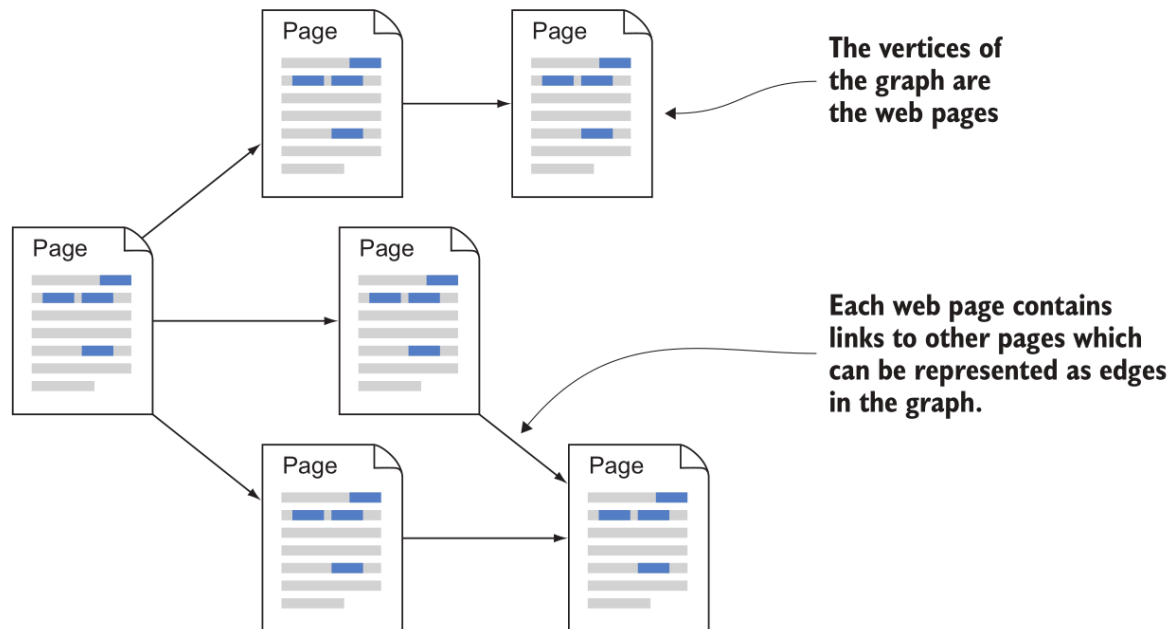 Page
Page
The vertices of
the graph are
the web pages
Page
Page
Each web page contains
links to other pages which
can be represented as edges
in the graph.
Page
Page